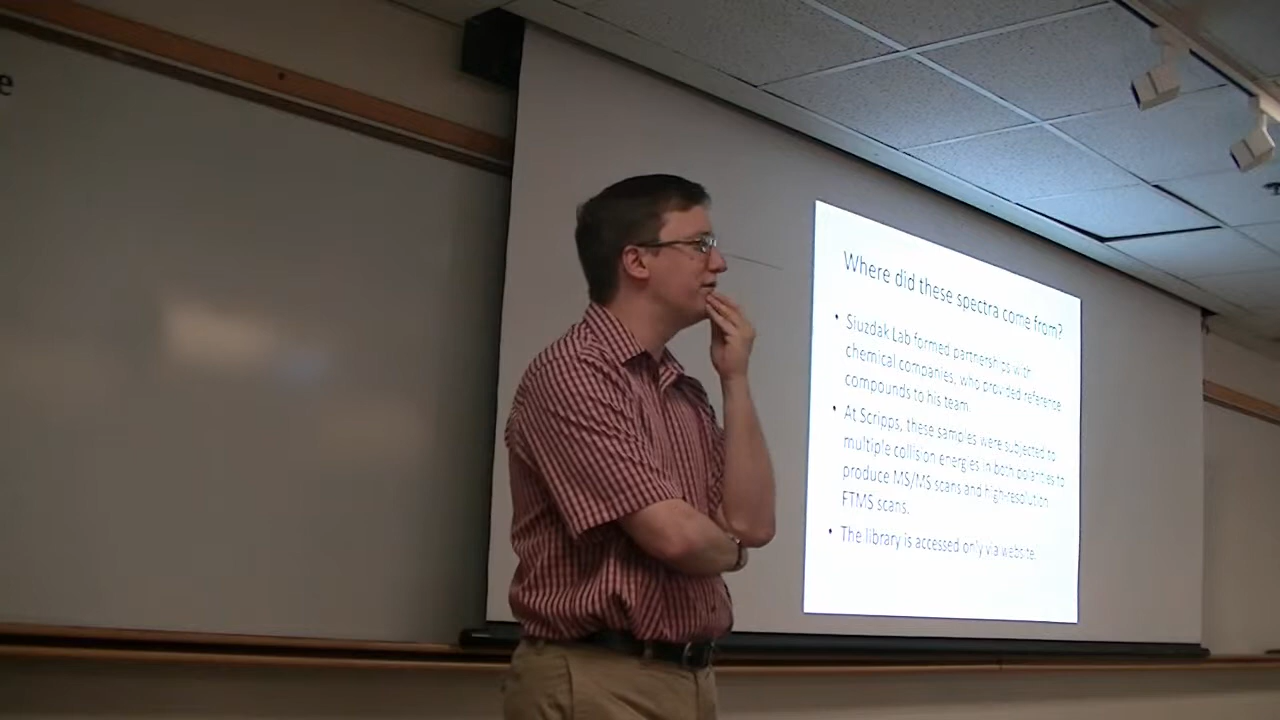 e
Where did these spectra come from?
• Siuzdak Lab formed partnerships with
chemical companies, who provided reference
compounds to his team.
• At Scripps, these samples were subjected to
multiple collision energies in both polarities to
produce MS/MS scans and high-resolution
FTMS scans.
• The library is accessed only via website.